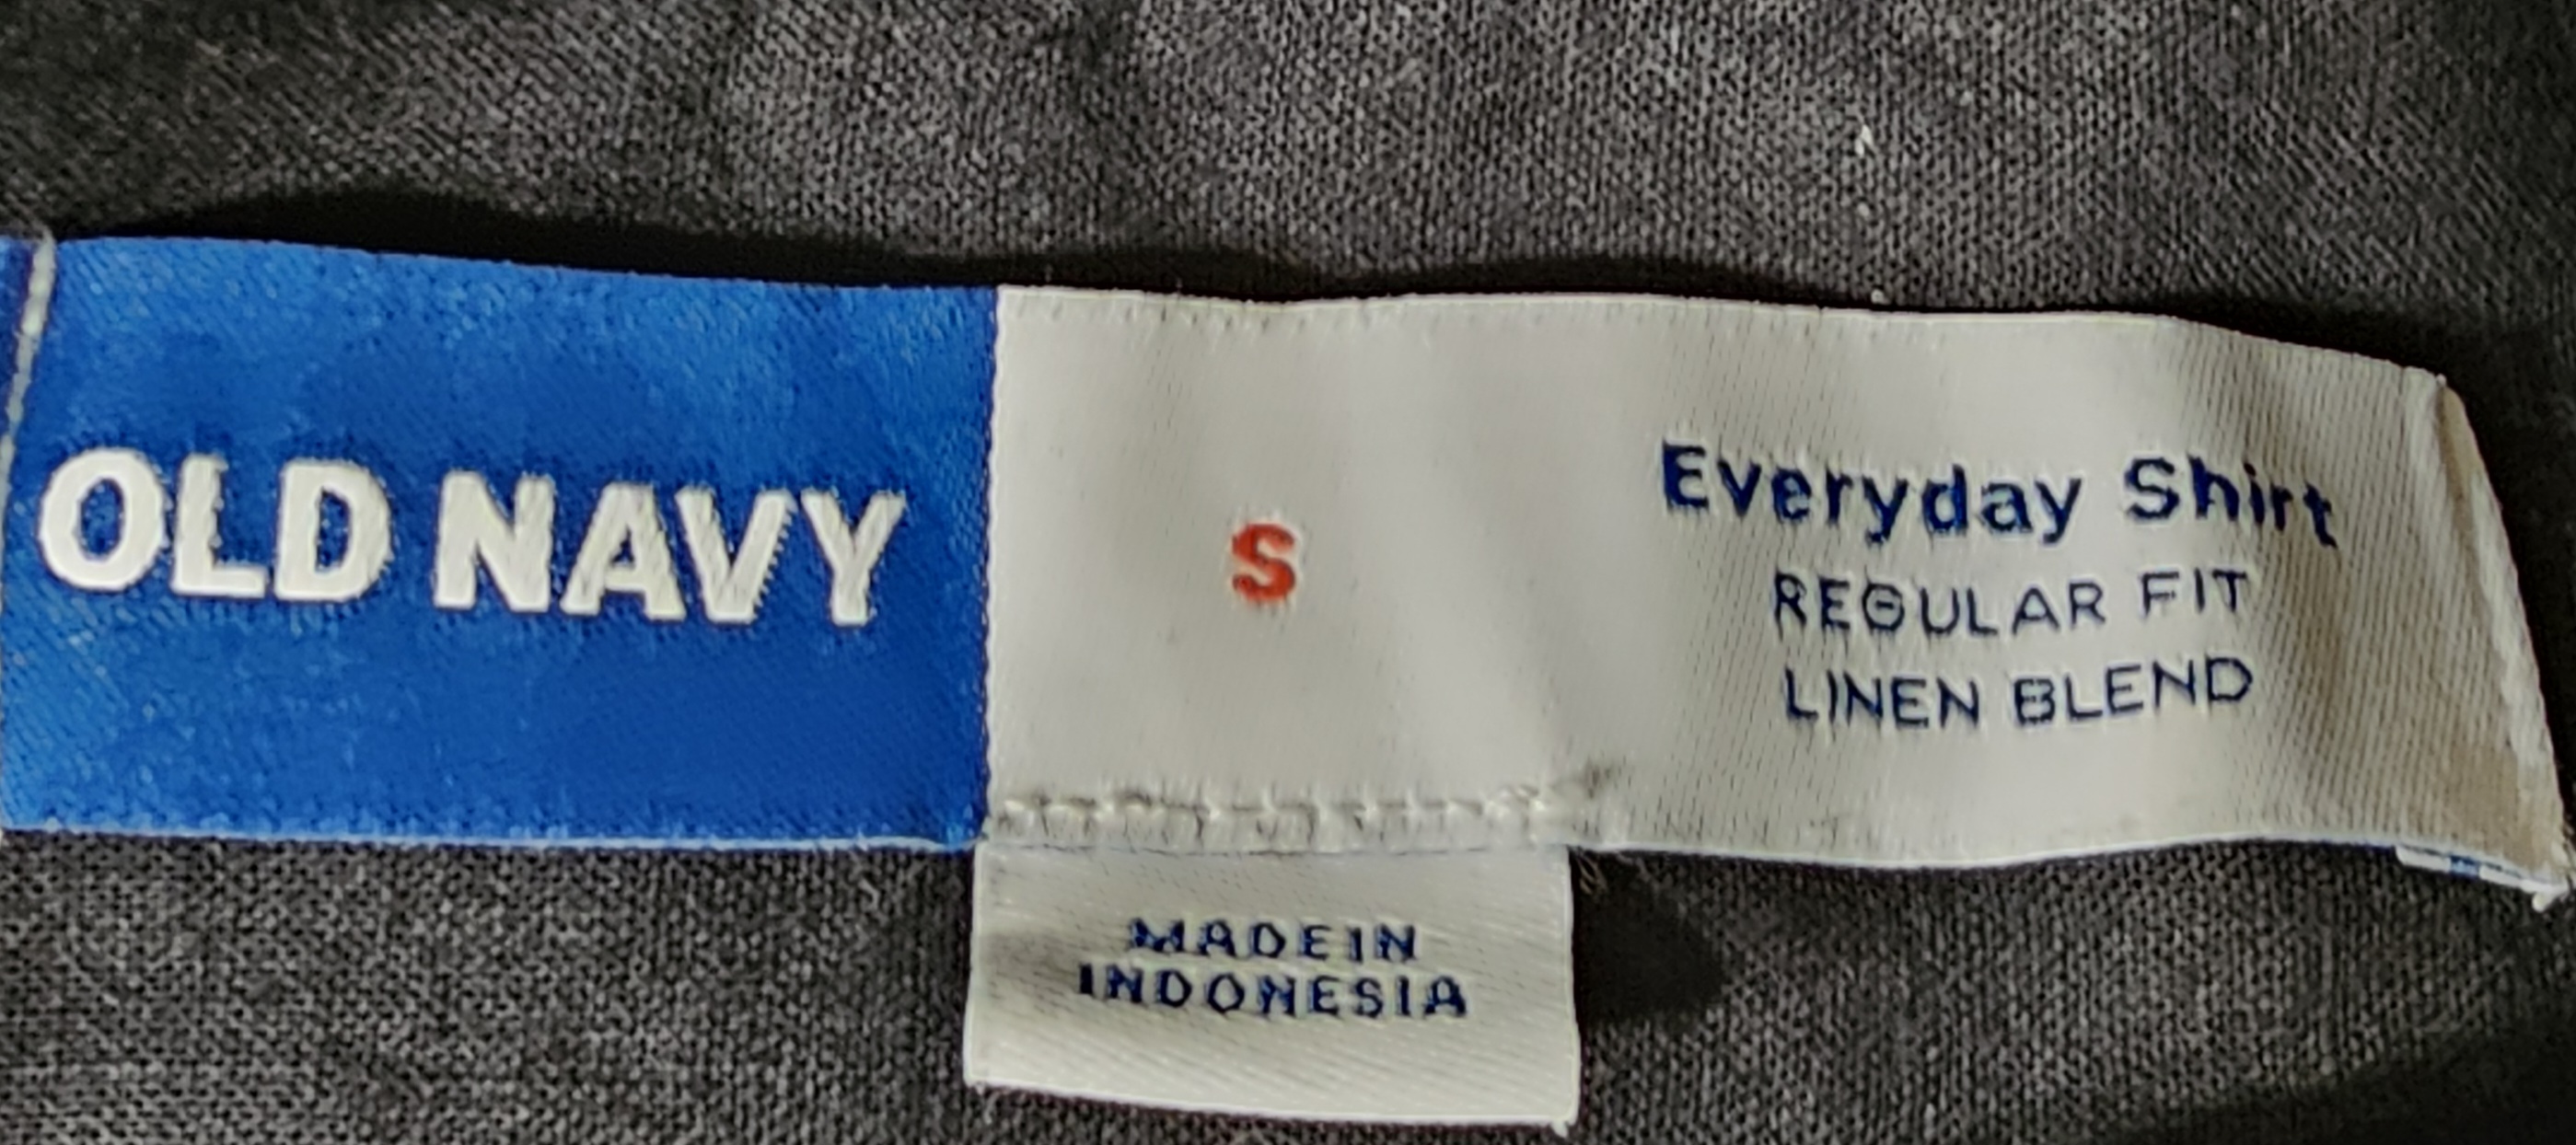 OLD NAVY
S
Everyday Shirt
REGULAR FIT
LINEN BLEND
MADE IN
INDONESIA